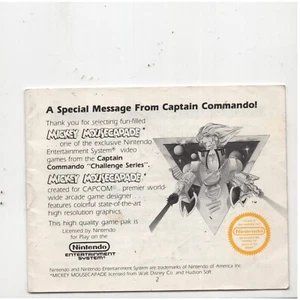 A Special Message From Captain Commando!
Thank you for selecting fun-filled
MICKEY MOUSECAPADE
one of the exclusive Nintendo
Entertainment System® video
games from the Captain
Commando "Challenge Series".
MICKEY MOUSECAPADE
created for CAPCOM® premier world-
wide arcade game designer
features colorful state-of-the-art
high resolution graphics.
This high quality game pak is
Licensed by Nintendo
for Play on the
Nintendo
ENTERTAINMENT
SYSTEM®
Nintendo and Nintendo Entertainment System are trademarks of Nintendo of America Inc.
*MICKEY MOUSECAPADE licensed from Walt Disney Co. and Hudson Soft
2